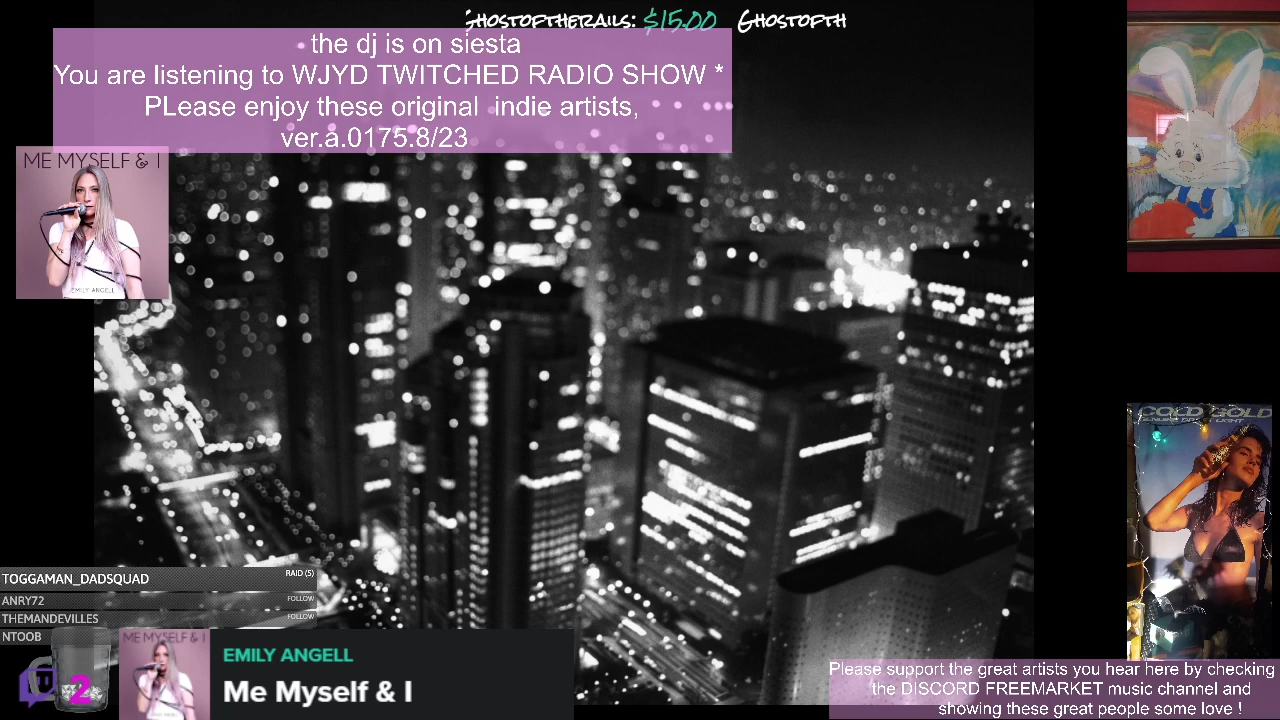 GHOSTOFTHERAILS: $15.00 GHOSTOFTH
the dj is on siesta
You are listening to WJYD TWITCHED RADIO SHOW *
PLease enjoy these original indie artists,
ver.a.0175.8/23
ME MYSELF & I
EMILY ANGELL
COLD GOLD
TOGGAMAN_DADSQUAD RAID (5)
ANRY72 FOLLOW
THEMANDEVILLES FOLLOW
NTOOB
2
ME MYSELF & I
EMILY ANGELL
Me Myself & I
Please support the great artists you hear here by checking
the DISCORD FREEMARKET music channel and
showing these great people some love !